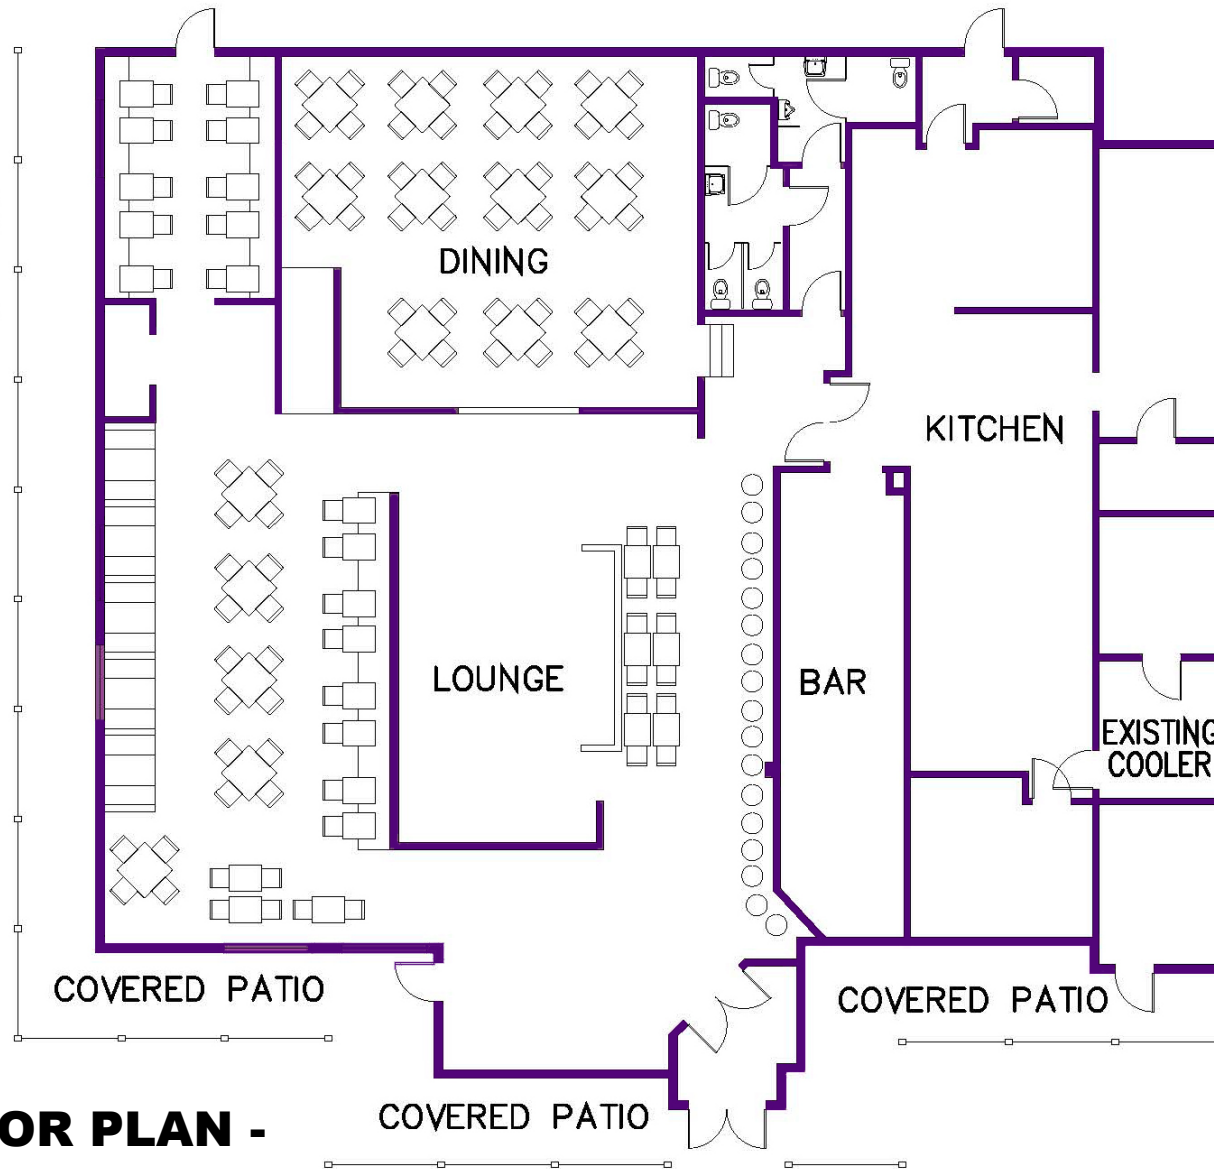 DINING
KITCHEN
LOUNGE
BAR
EXISTING
COOLER
COVERED PATIO
COVERED PATIO
COVERED PATIO
OR PLAN -